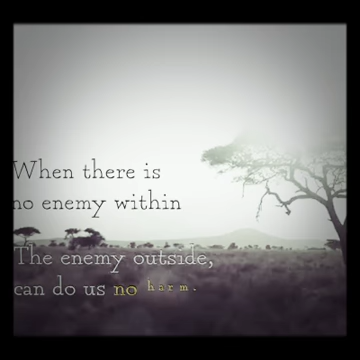 When there is
no enemy within
The enemy outside,
can do us no harm.